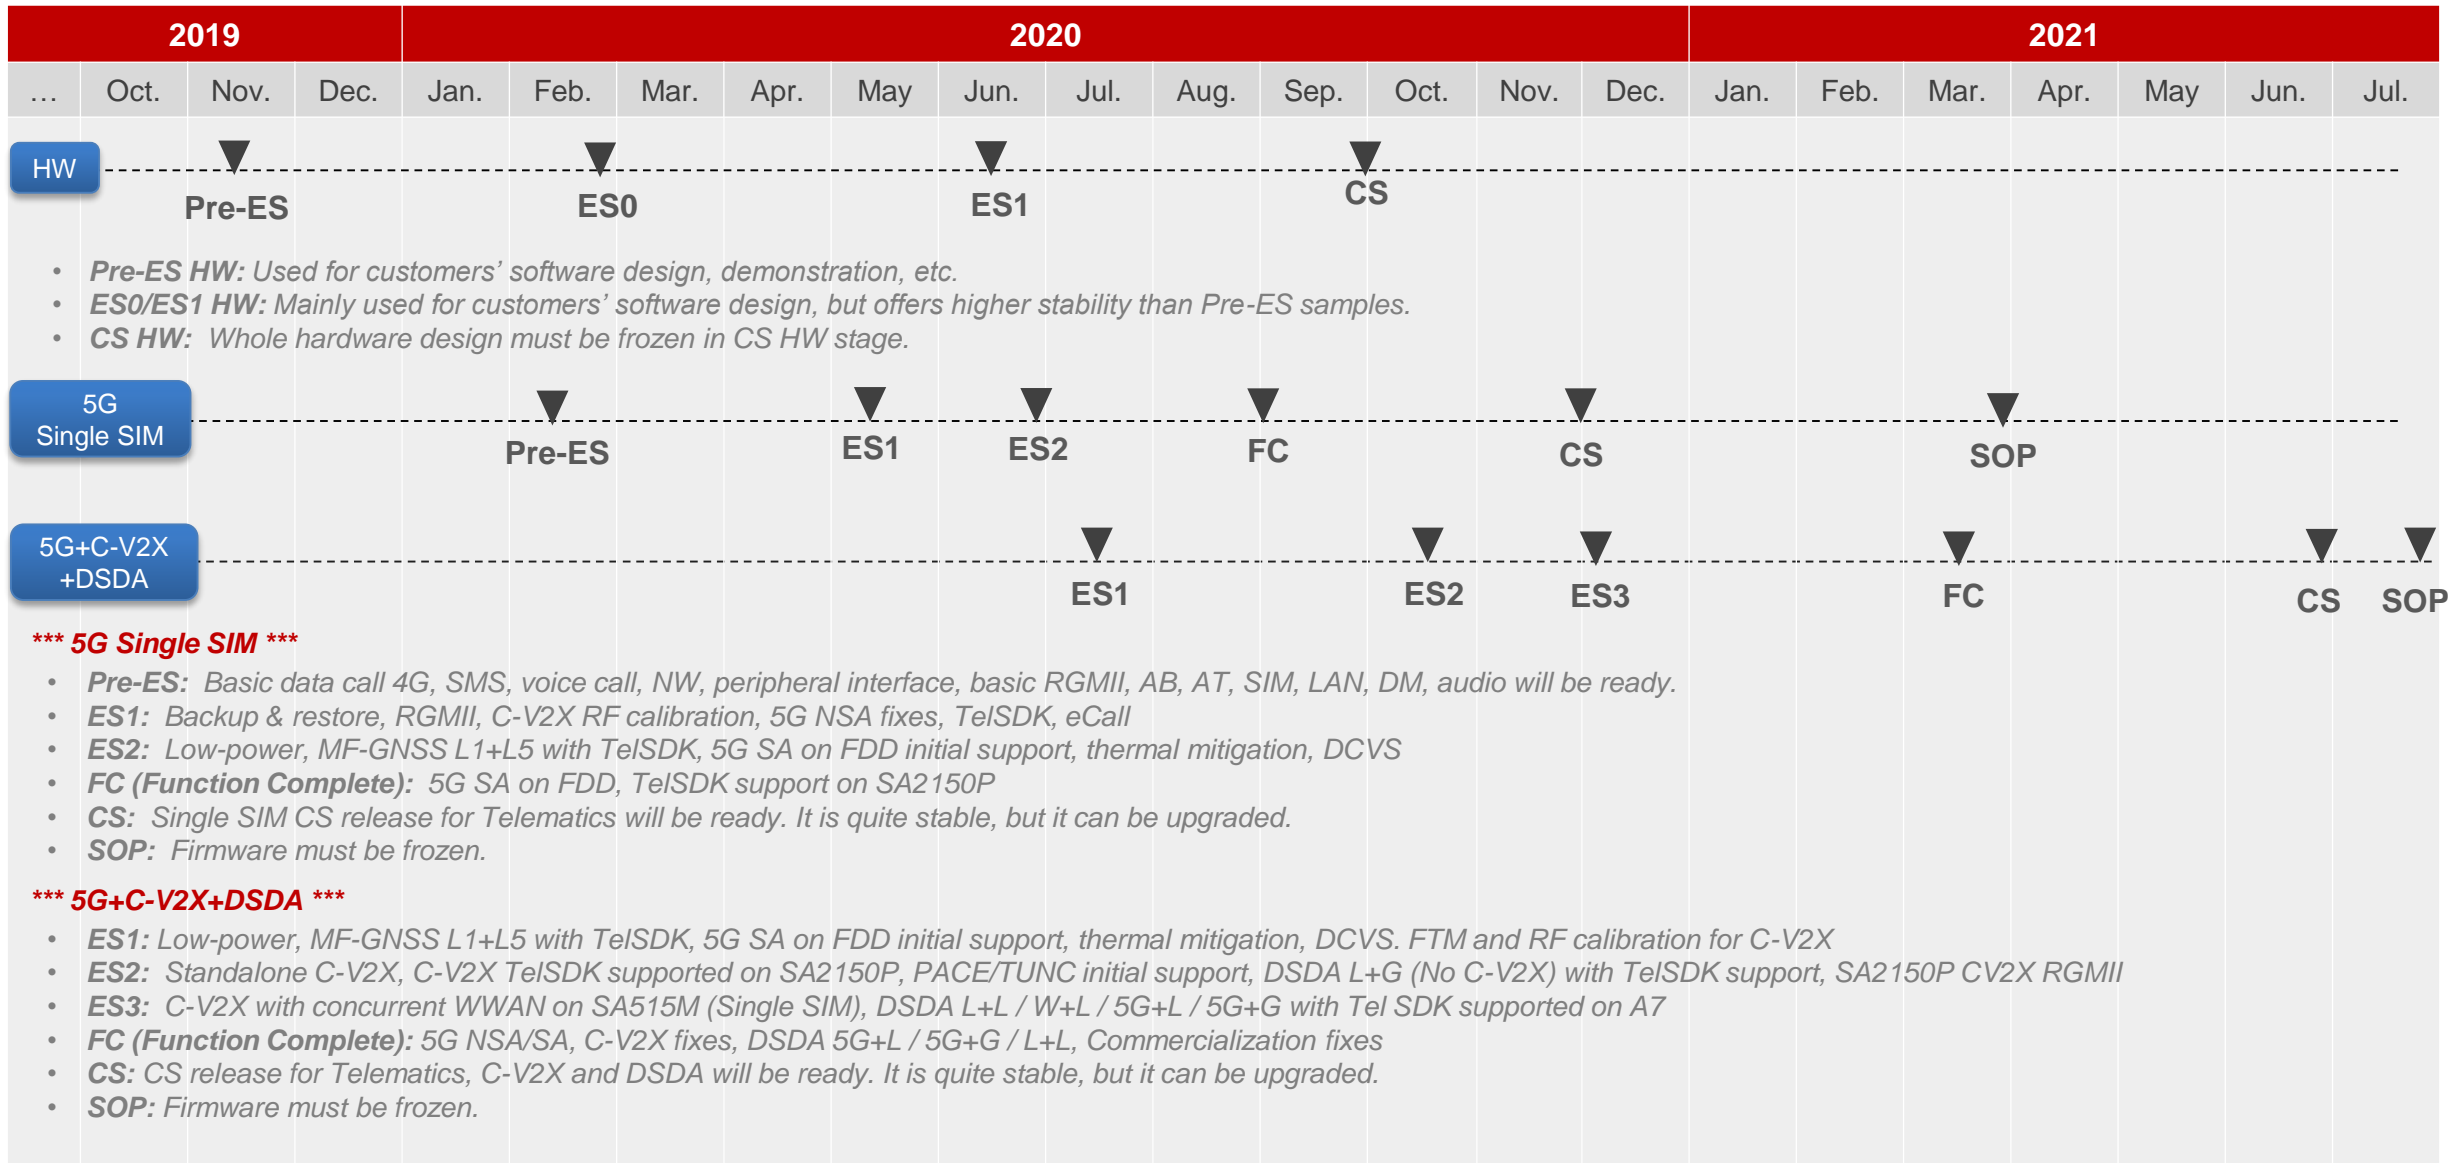 2019 2020 2021
… Oct. Nov. Dec. Jan. Feb. Mar. Apr. May Jun. Jul. Aug. Sep. Oct. Nov. Dec. Jan. Feb. Mar. Apr. May Jun. Jul.
HW
Pre-ES ES0 ES1 CS
• Pre-ES HW: Used for customers’ software design, demonstration, etc.
• ES0/ES1 HW: Mainly used for customers’ software design, but offers higher stability than Pre-ES samples.
• CS HW: Whole hardware design must be frozen in CS HW stage.
5G
Single SIM
Pre-ES ES1 ES2 FC CS SOP
5G+C-V2X
+DSDA
ES1 ES2 ES3 FC CS SOP
*** 5G Single SIM ***
• Pre-ES: Basic data call 4G, SMS, voice call, NW, peripheral interface, basic RGMII, AB, AT, SIM, LAN, DM, audio will be ready.
• ES1: Backup & restore, RGMII, C-V2X RF calibration, 5G NSA fixes, TelSDK, eCall
• ES2: Low-power, MF-GNSS L1+L5 with TelSDK, 5G SA on FDD initial support, thermal mitigation, DCVS
• FC (Function Complete): 5G SA on FDD, TelSDK support on SA2150P
• CS: Single SIM CS release for Telematics will be ready. It is quite stable, but it can be upgraded.
• SOP: Firmware must be frozen.
*** 5G+C-V2X+DSDA ***
• ES1: Low-power, MF-GNSS L1+L5 with TelSDK, 5G SA on FDD initial support, thermal mitigation, DCVS. FTM and RF calibration for C-V2X
• ES2: Standalone C-V2X, C-V2X TelSDK supported on SA2150P, PACE/TUNC initial support, DSDA L+G (No C-V2X) with TelSDK support, SA2150P CV2X RGMII
• ES3: C-V2X with concurrent WWAN on SA515M (Single SIM), DSDA L+L / W+L / 5G+L / 5G+G with Tel SDK supported on A7
• FC (Function Complete): 5G NSA/SA, C-V2X fixes, DSDA 5G+L / 5G+G / L+L, Commercialization fixes
• CS: CS release for Telematics, C-V2X and DSDA will be ready. It is quite stable, but it can be upgraded.
• SOP: Firmware must be frozen.